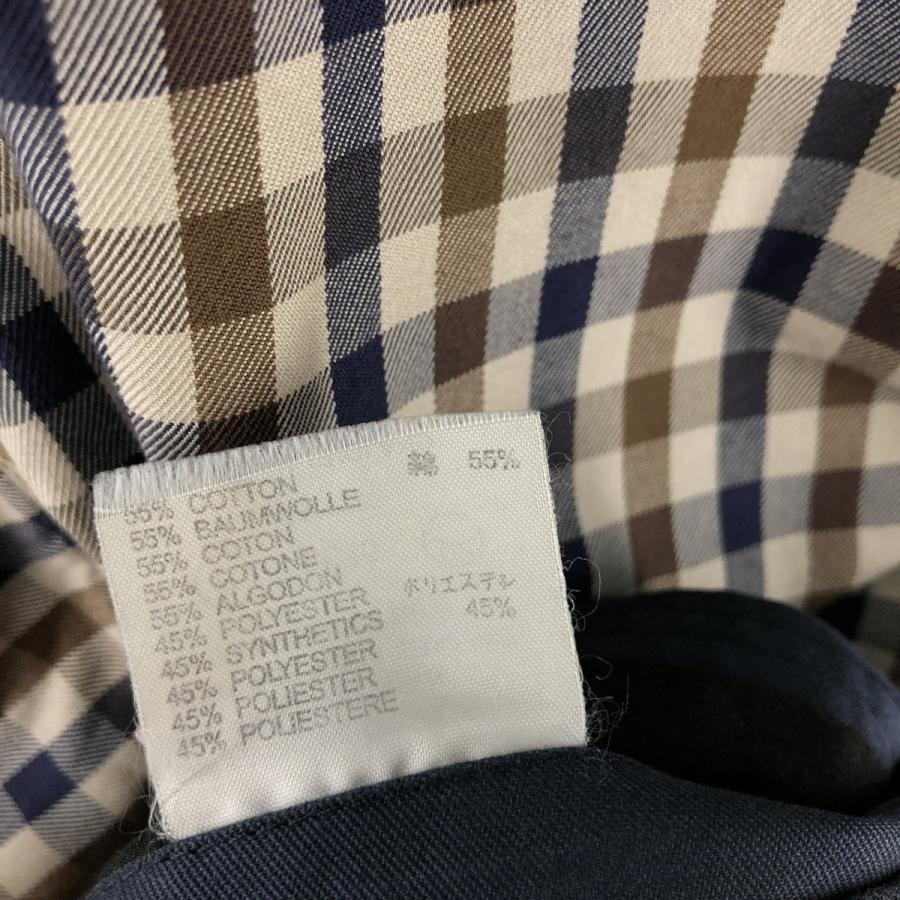 55% COTTON
55% BAUMWOLLE
55% COTON
55% COTONE
55% ALGODON
45% POLYESTER
45% SYNTHETICS
45% POLYESTER
45% POLIESTER
45% POLIESTERE
綿 55%
ポリエステル
45%